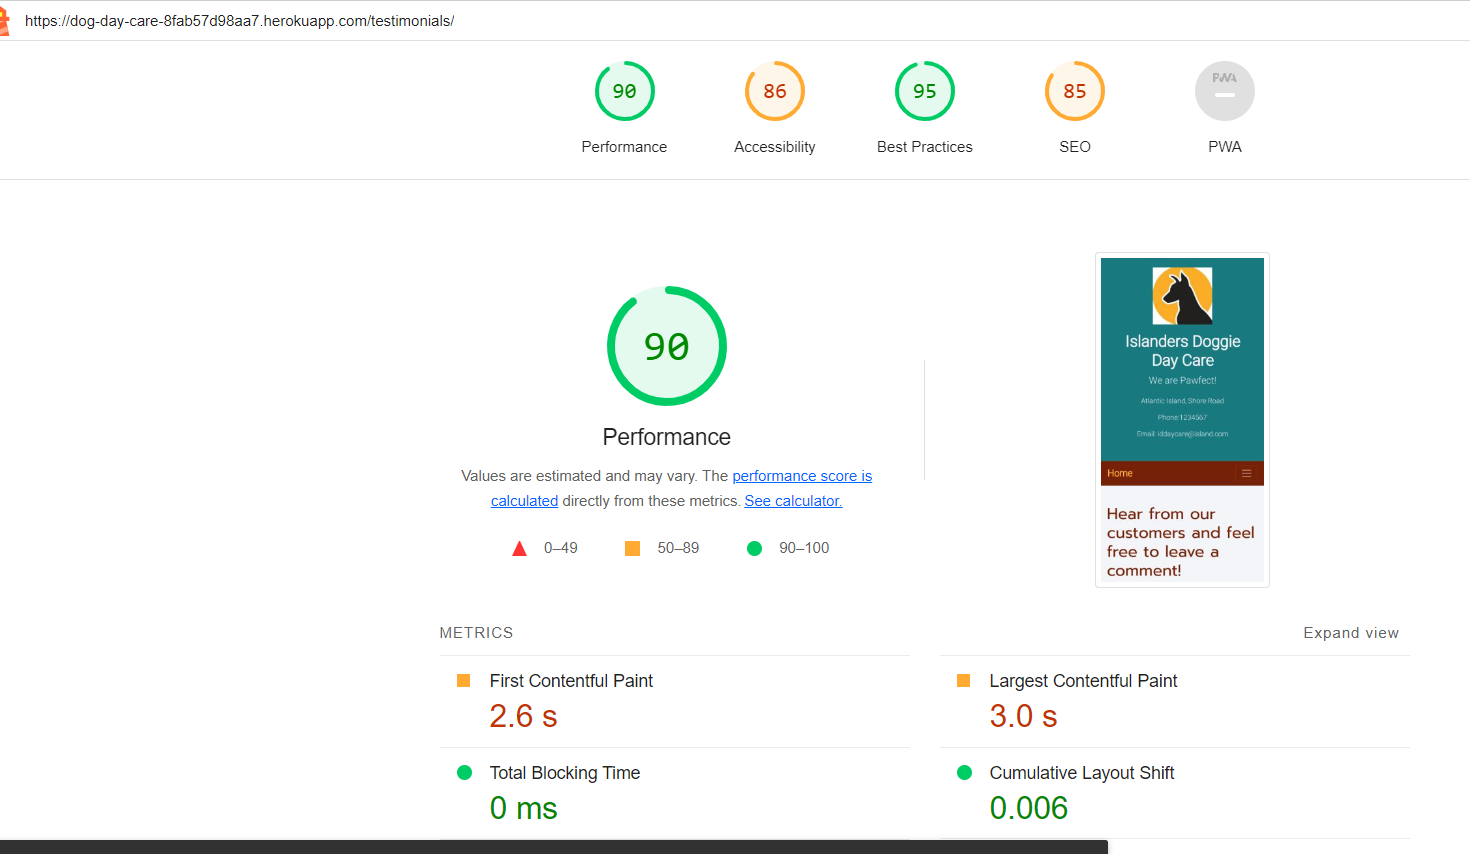 https://dog-day-care-8fab57d98aa7.herokuapp.com/testimonials/
90
86
95
85
PWA
Performance
Accessibility
Best Practices
SEO
PWA
90
Performance
Values are estimated and may vary. The performance score is
calculated directly from these metrics. See calculator.
0–49
50–89
90–100
Islanders Doggie
Day Care
We are Pawfect!
Atlantic Island, Shore Road
Phone:1234567
Email: iddaycare@island.com
Home
Hear from our
customers and feel
free to leave a
comment!
METRICS
Expand view
First Contentful Paint
2.6 s
Largest Contentful Paint
3.0 s
Total Blocking Time
0 ms
Cumulative Layout Shift
0.006